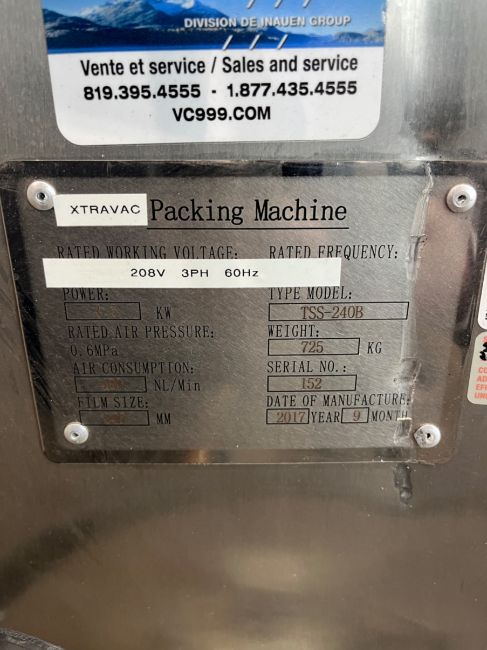 DIVISION DE INAUEN GROUP
Vente et service / Sales and service
819.395.4555 - 1.877.435.4555
VC999.COM
XTRAVAC Packing Machine
RATED WORKING VOLTAGE: RATED FREQUENCY:
208V 3PH 60Hz
POWER: TYPE MODEL:
KW TSS-240B
RATED AIR PRESSURE: WEIGHT:
0.6MPa 725 KG
AIR CONSUMPTION: SERIAL NO.:
NL/Min 152
FILM SIZE: DATE OF MANUFACTURE:
MM 2017 YEAR 9 MONTH